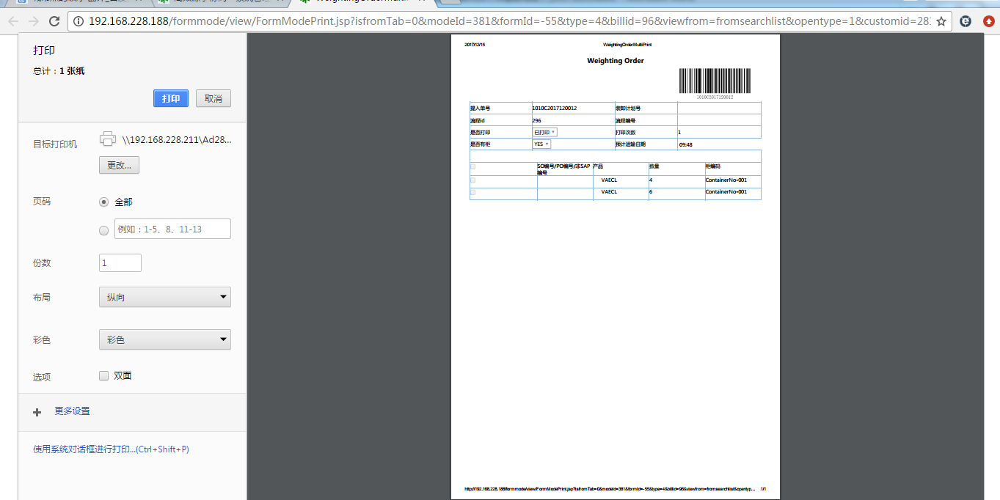 192.168.228.188/formmode/view/FormModePrint.jsp?isfromTab=0&modeId=381&formId=-55&type=4&billid=96&viewfrom=fromsearchlist&opentype=1&customid=281
打印
总计：1 张纸
打印 取消
目标打印机 \\192.168.228.211\Ad28...
更改...
页码 全部
例如：1-5、8、11-13
份数 1
布局 纵向
彩色 彩色
选项 双面
更多设置
使用系统对话框进行打印...(Ctrl+Shift+P)
2017/12/15 WeightingOrderMultiPrint
Weighting Order
1010C2017120012
提入单号 1010C2017120012 装卸计划号
流程id 296 流程编号
是否打印 已打印 打印次数 1
是否有柜 YES 预计运输日期 09:48
SO编号/PO编号/非SAP 产品 数量 柜编码
编号
VAECL 4 ContainerNo-001
VAECL 6 ContainerNo-001
http://192.168.228.188/formmode/view/FormModePrint.jsp?isfromTab=0&modeId=381&formId=-55&type=4&billid=96&viewfrom=fromsearchlist&opentyp... 1/1